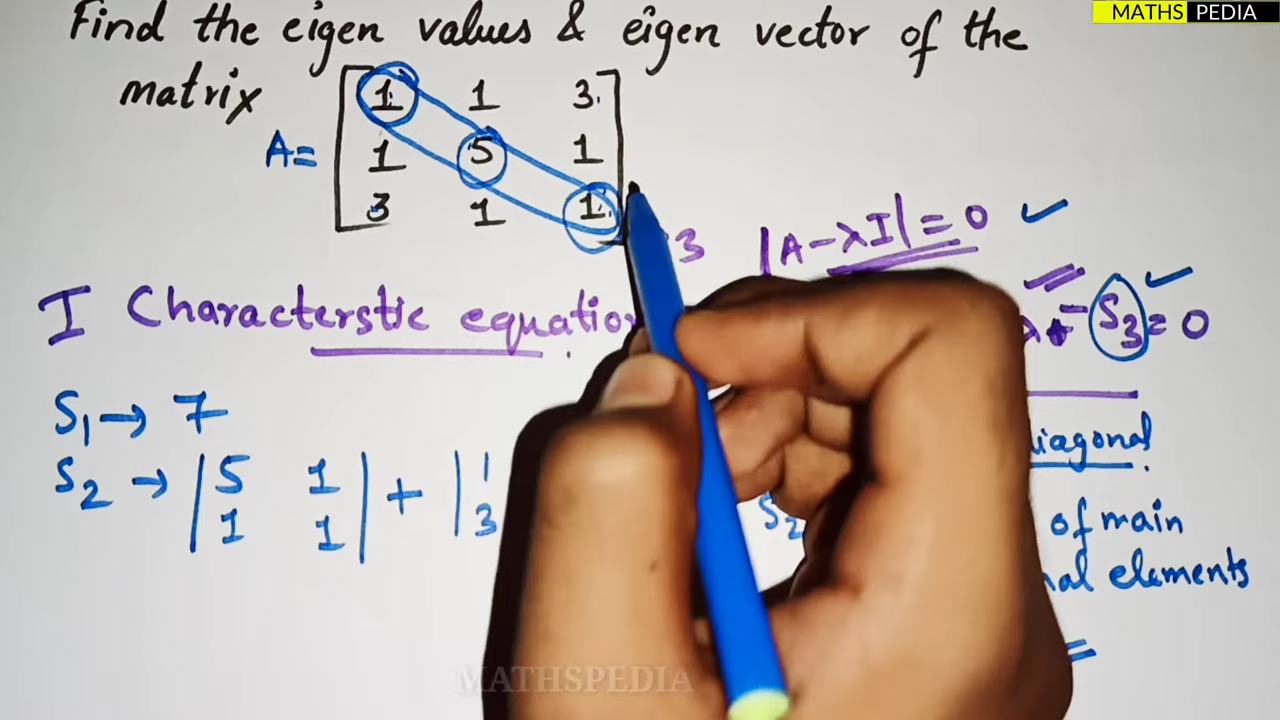 MATHS PEDIA
Find the eigen values & eigen vector of the
matrix
A=
1 1 3
1 5 1
3 1 1
3 |A-λI| = 0
I Characterstic equation
S3 = 0
S1 → 7
iagonal
S2 → |5 1| + |1
1 1 3
S2 of main
al elements
MATHSPEDIA